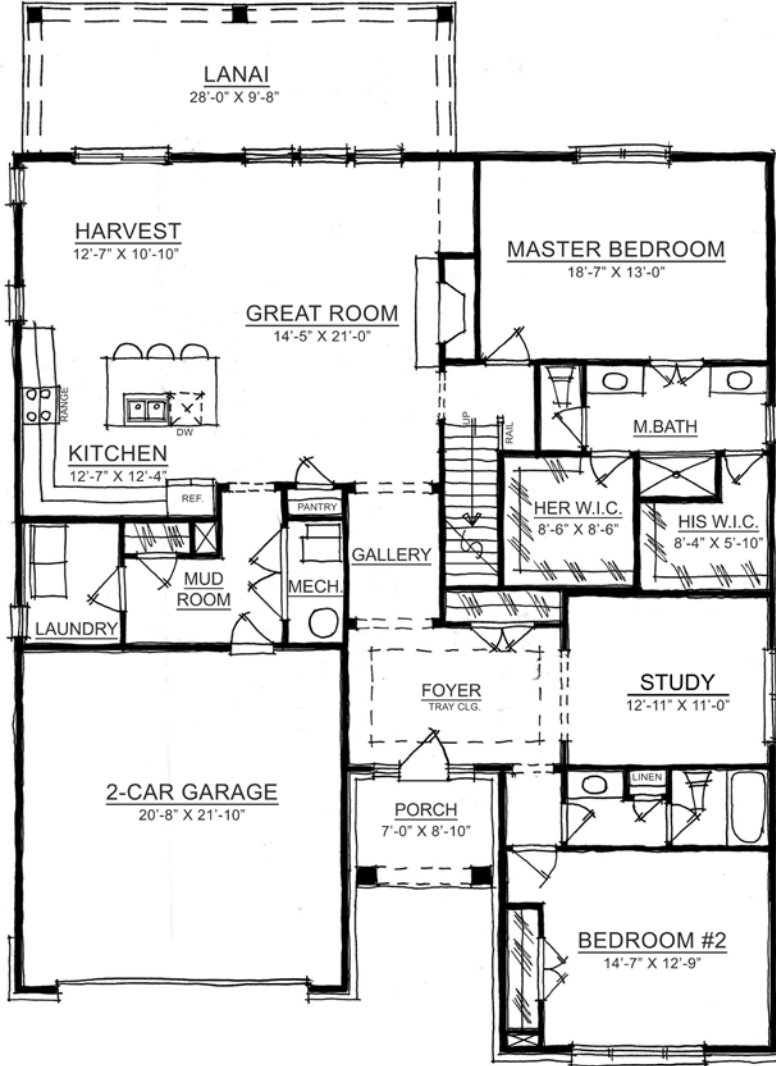 LANAI
28'-0" X 9'-8"
HARVEST
12'-7" X 10'-10"
MASTER BEDROOM
18'-7" X 13'-0"
GREAT ROOM
14'-5" X 21'-0"
RANGE
DW
KITCHEN
12'-7" X 12'-4"
REF.
PANTRY
UP
RAIL
M.BATH
HER W.I.C.
8'-6" X 8'-6"
HIS W.I.C.
8'-4" X 5'-10"
GALLERY
MUD
ROOM
MECH.
LAUNDRY
FOYER
TRAY CLG.
STUDY
12'-11" X 11'-0"
2-CAR GARAGE
20'-8" X 21'-10"
PORCH
7'-0" X 8'-10"
LINEN
BEDROOM #2
14'-7" X 12'-9"